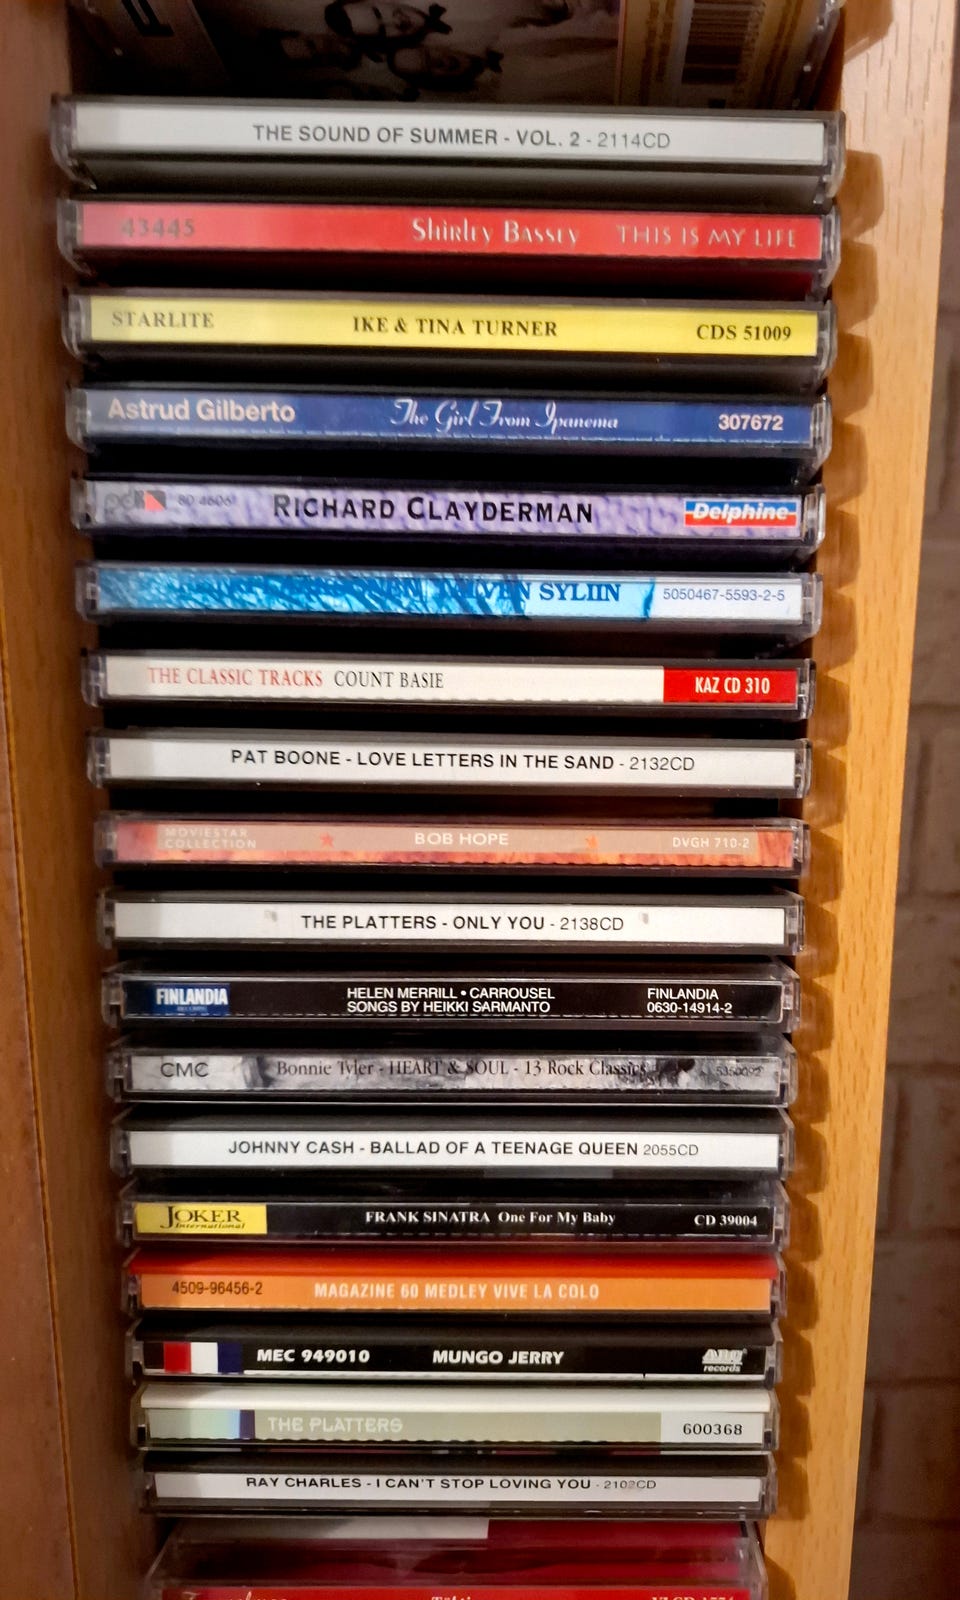 THE SOUND OF SUMMER - VOL. 2 - 2114CD
43445 Shirley Bassey THIS IS MY LIFE
STARLITE IKE & TINA TURNER CDS 51009
Astrud Gilberto The Girl From Ipanema 307672
RICHARD CLAYDERMAN Delphine
SYLIIN 5050467-5593-2-5
THE CLASSIC TRACKS COUNT BASIE KAZ CD 310
PAT BOONE - LOVE LETTERS IN THE SAND - 2132CD
MOVIESTAR
COLLECTION BOB HOPE DVGH 710-2
THE PLATTERS - ONLY YOU - 2138CD
FINLANDIA HELEN MERRILL • CARROUSEL FINLANDIA
SONGS BY HEIKKI SARMANTO 0630-14914-2
CMC Bonnie Tyler - HEART & SOUL - 13 Rock Classics
JOHNNY CASH - BALLAD OF A TEENAGE QUEEN 2055CD
JOKER FRANK SINATRA One For My Baby CD 39004
International
4509-96456-2 MAGAZINE 60 MEDLEY VIVE LA COLO
MEC 949010 MUNGO JERRY ARC
records
THE PLATTERS 600368
RAY CHARLES - I CAN'T STOP LOVING YOU - 2102CD